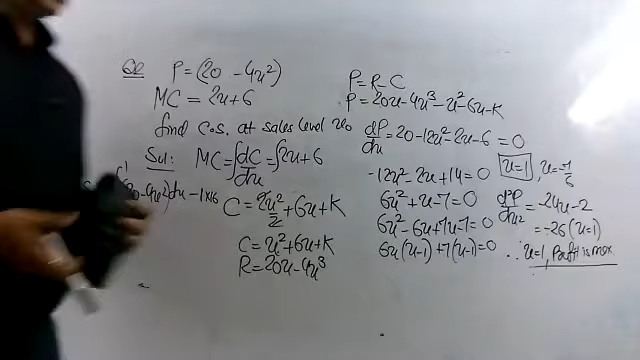 Q2 P = (20 - 4u²)
MC = 2u + 6
find C.S. at sales level u₀
Sol: MC = ∫dC/du = ∫2u + 6
-4u²)du - 1×16
C = 2u²/2 + 6u + K
C = u² + 6u + K
R = 20u - 4u³
P = R - C
P = 20u - 4u³ - u² - 6u - K
dP/du = 20 - 12u² - 2u - 6 = 0
-12u² - 2u + 14 = 0
6u² + u - 7 = 0
6u² - 6u + 7u - 7 = 0
6u(u-1) + 7(u-1) = 0
u = 1, u = -7/6
d²P/du² = -24u - 2
= -26 (u=1)
∴ u=1, Profit is max